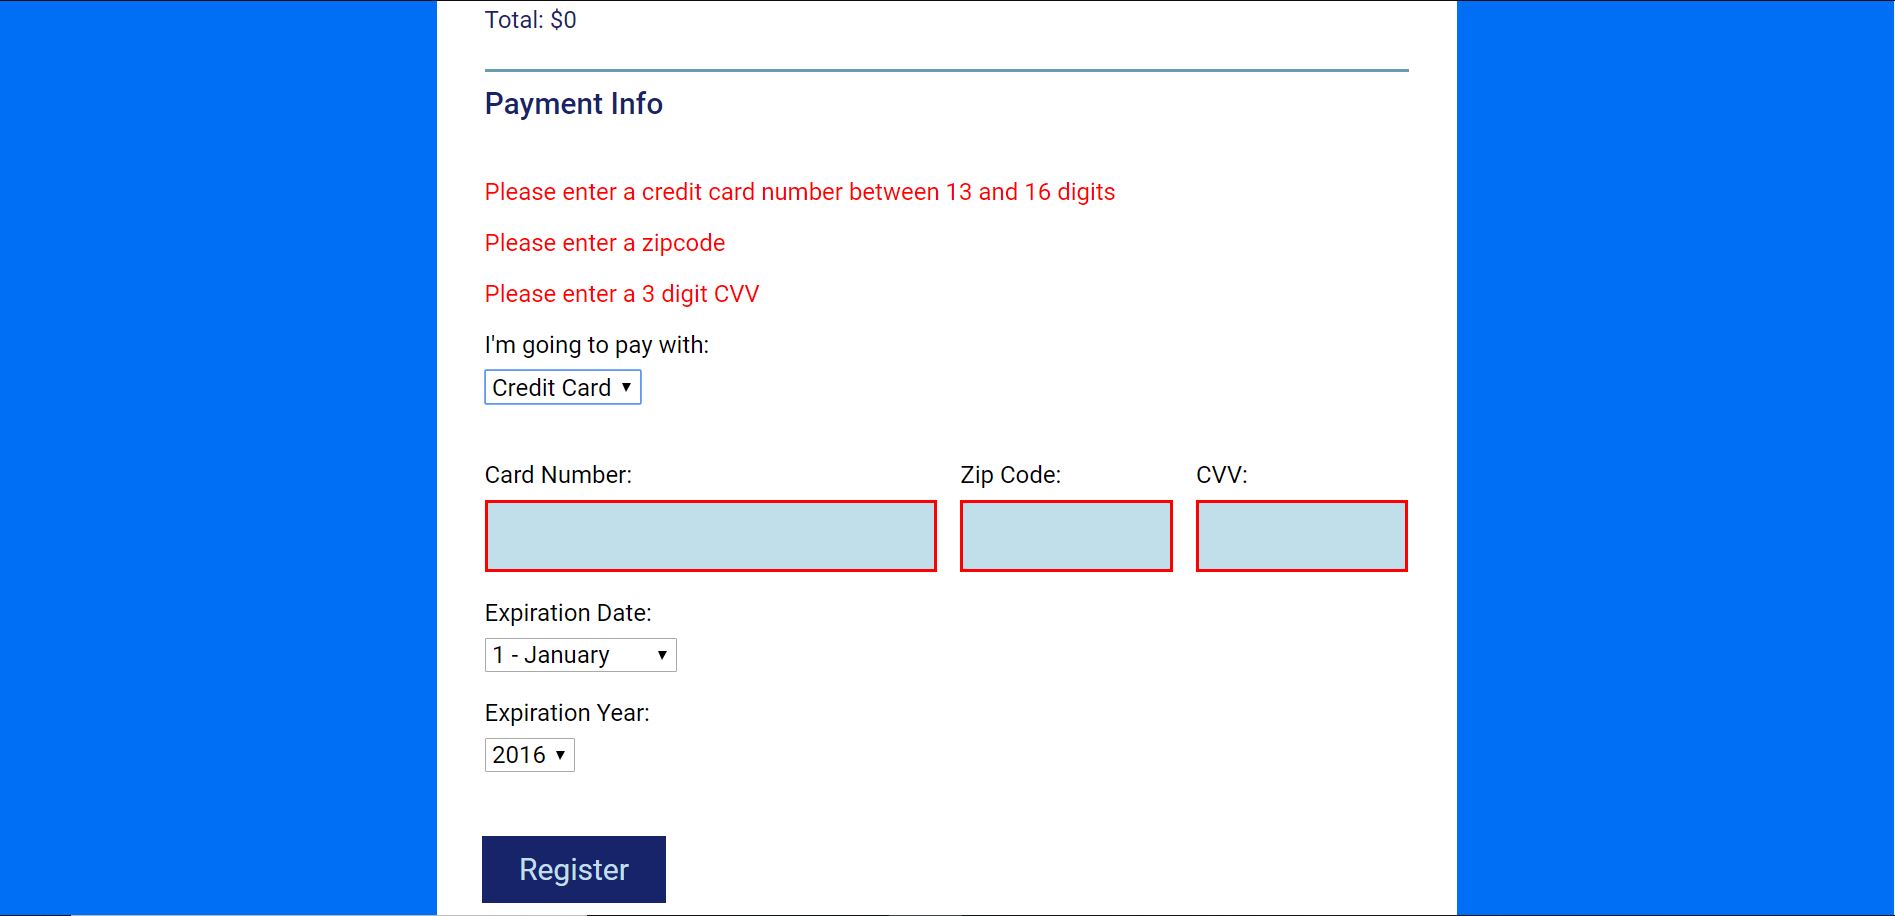 Total: $0
Payment Info
Please enter a credit card number between 13 and 16 digits
Please enter a zipcode
Please enter a 3 digit CVV
I'm going to pay with:
Credit Card
Card Number: Zip Code: CVV:
Expiration Date:
1 - January
Expiration Year:
2016
Register